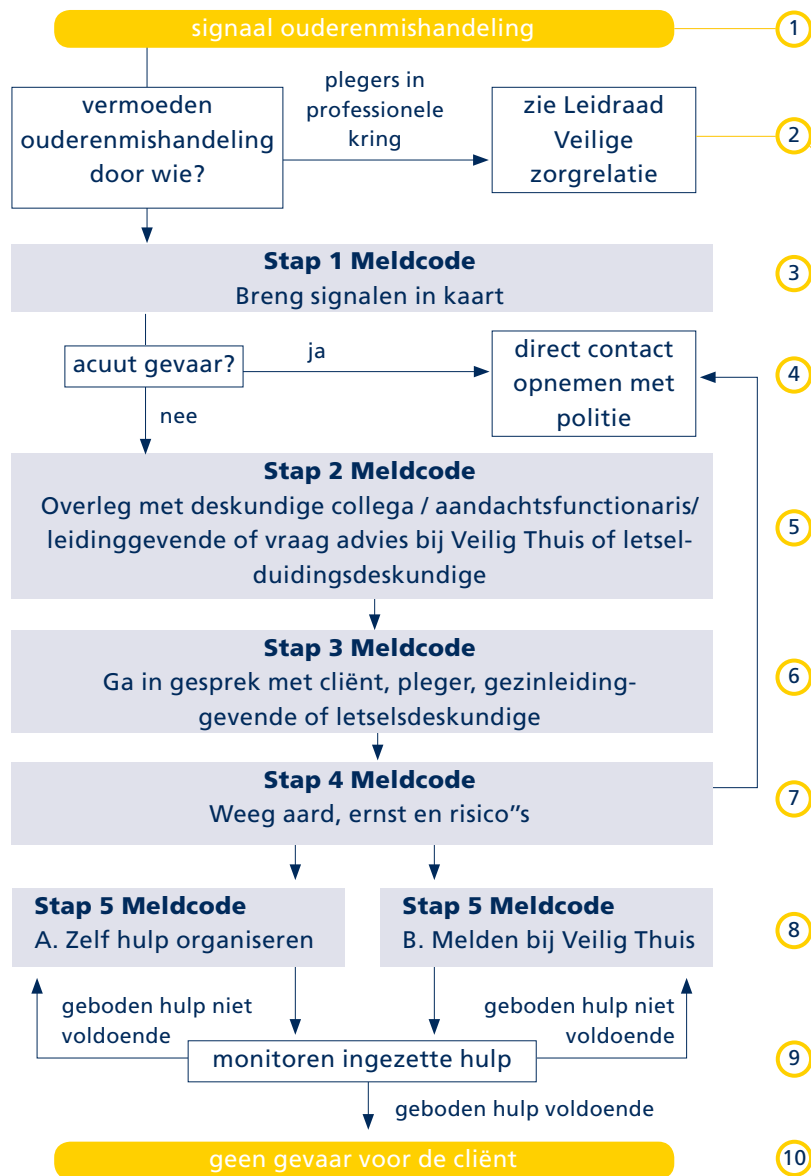 signaal ouderenmishandeling
1
vermoeden
ouderenmishandeling
door wie?
plegers in
professionele
kring
zie Leidraad
Veilige
zorgrelatie
2
Stap 1 Meldcode
Breng signalen in kaart
3
acuut gevaar?
ja
direct contact
opnemen met
politie
4
nee
Stap 2 Meldcode
Overleg met deskundige collega / aandachtsfunctionaris/
leidinggevende of vraag advies bij Veilig Thuis of letsel-
duidingsdeskundige
5
Stap 3 Meldcode
Ga in gesprek met cliënt, pleger, gezinleiding-
gevende of letselsdeskundige
6
Stap 4 Meldcode
Weeg aard, ernst en risico”s
7
Stap 5 Meldcode
A. Zelf hulp organiseren
Stap 5 Meldcode
B. Melden bij Veilig Thuis
8
geboden hulp niet
voldoende
geboden hulp niet
voldoende
monitoren ingezette hulp
9
geboden hulp voldoende
geen gevaar voor de cliënt
10